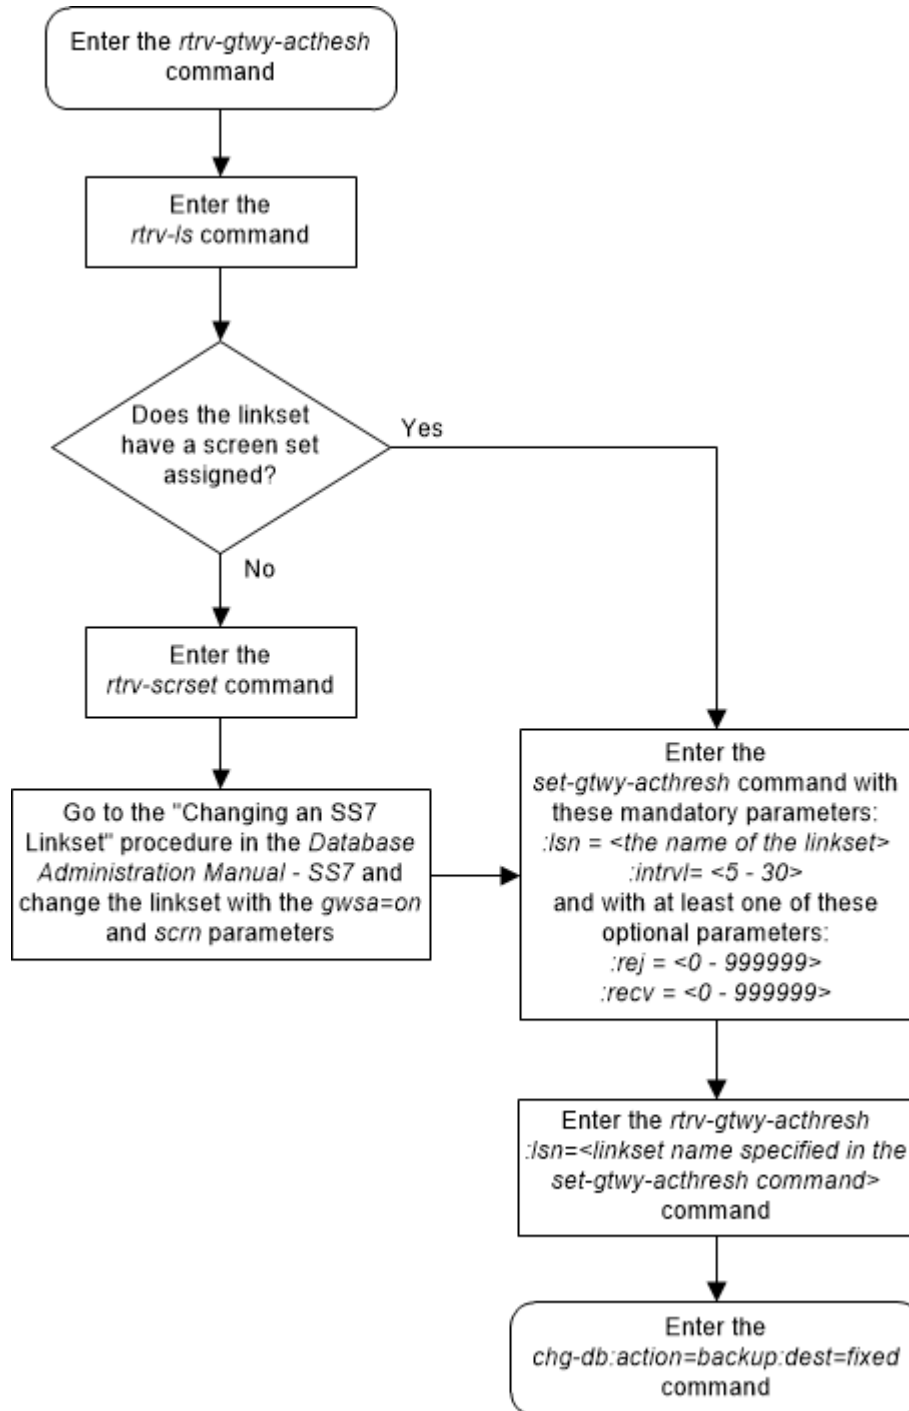 Enter the rtrv-gtwy-acthesh
command
Enter the
rtrv-ls command
Does the linkset
have a screen set
assigned?
Yes
No
Enter the
rtrv-scrset command
Go to the "Changing an SS7
Linkset" procedure in the Database
Administration Manual - SS7 and
change the linkset with the gwsa=on
and scrn parameters
Enter the
set-gtwy-acthresh command with
these mandatory parameters:
:lsn = <the name of the linkset>
:intrvl= <5 - 30>
and with at least one of these
optional parameters:
:rej = <0 - 999999>
:recv = <0 - 999999>
Enter the rtrv-gtwy-acthresh
:lsn=<linkset name specified in the
set-gtwy-acthresh command>
command
Enter the
chg-db:action=backup:dest=fixed
command